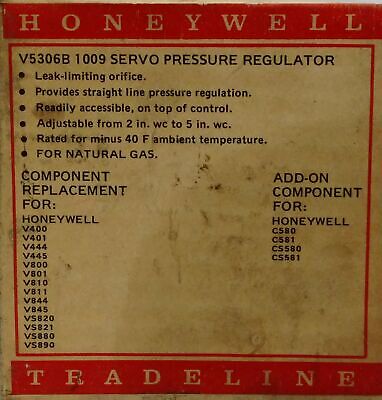 HONEYWELL
V5306B 1009 SERVO PRESSURE REGULATOR
• Leak-limiting orifice.
• Provides straight line pressure regulation.
• Readily accessible, on top of control.
• Adjustable from 2 in. wc to 5 in. wc.
• Rated for minus 40 F ambient temperature.
• FOR NATURAL GAS.
COMPONENT
REPLACEMENT
FOR:
HONEYWELL
V400
V401
V444
V445
V800
V801
V810
V811
V844
V845
VS820
VS821
VS880
VS890
ADD-ON
COMPONENT
FOR:
HONEYWELL
C580
C581
CS580
CS581
TRADELINE